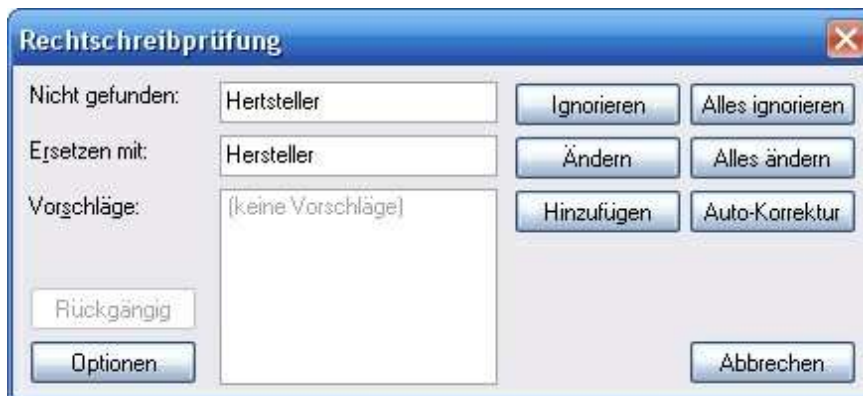 Rechtschreibprüfung
Nicht gefunden: Hertsteller Ignorieren Alles ignorieren
Ersetzen mit: Hersteller Ändern Alles ändern
Vorschläge: (keine Vorschläge) Hinzufügen Auto-Korrektur
Rückgängig
Optionen Abbrechen